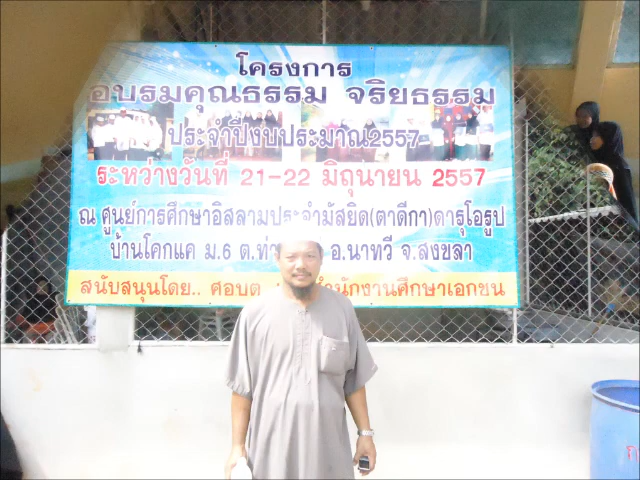 โครงการ
อบรมคุณธรรม จริยธรรม
ประจำปีงบประมาณ2557
ระหว่างวันที่ 21-22 มิถุนายน 2557
ณ ศูนย์การศึกษาอิสลามประจำมัสยิด(ตาดีกา)ดารุโอรูป
บ้านโคกแค ม.6 ต.ท่า อ.นาทวี จ.สงขลา
สนับสนุนโดย.. ศอบต สำนักงานศึกษาเอกชน